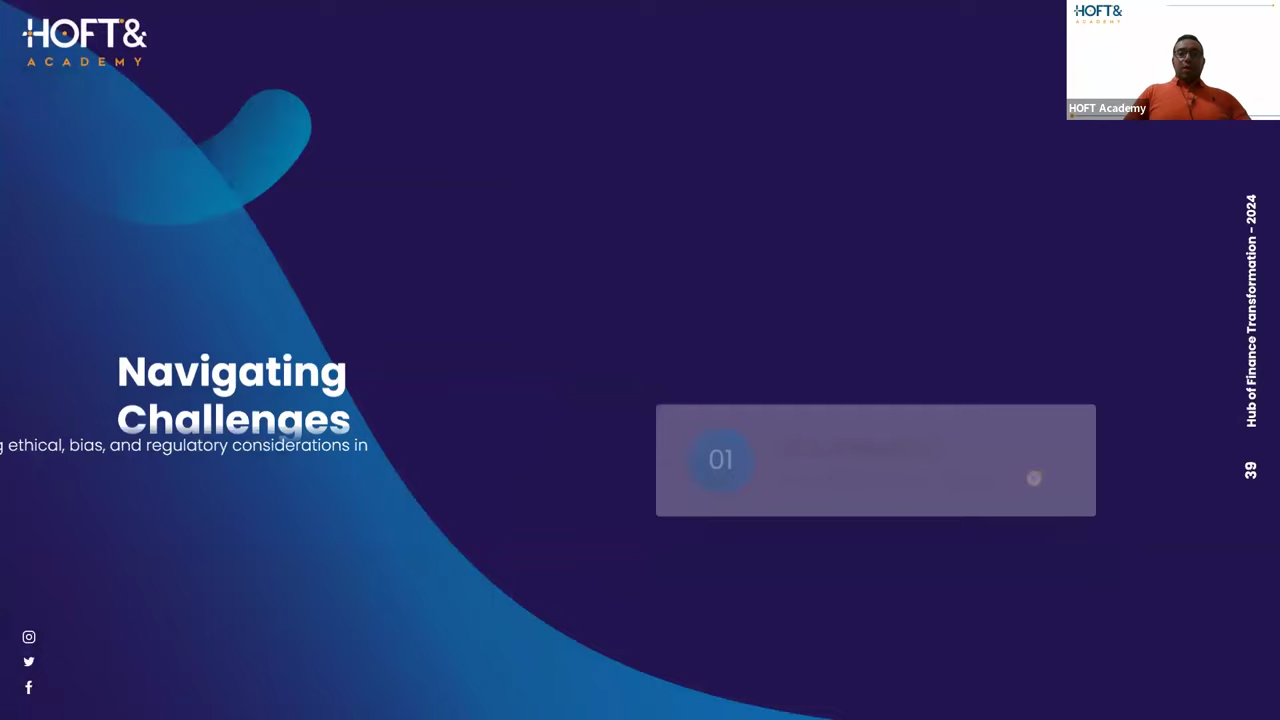 HOFT&
ACADEMY
HOFT&
ACADEMY
HOFT Academy
Navigating
Challenges
g ethical, bias, and regulatory considerations in
01
Hub of Finance Transformation - 2024
39